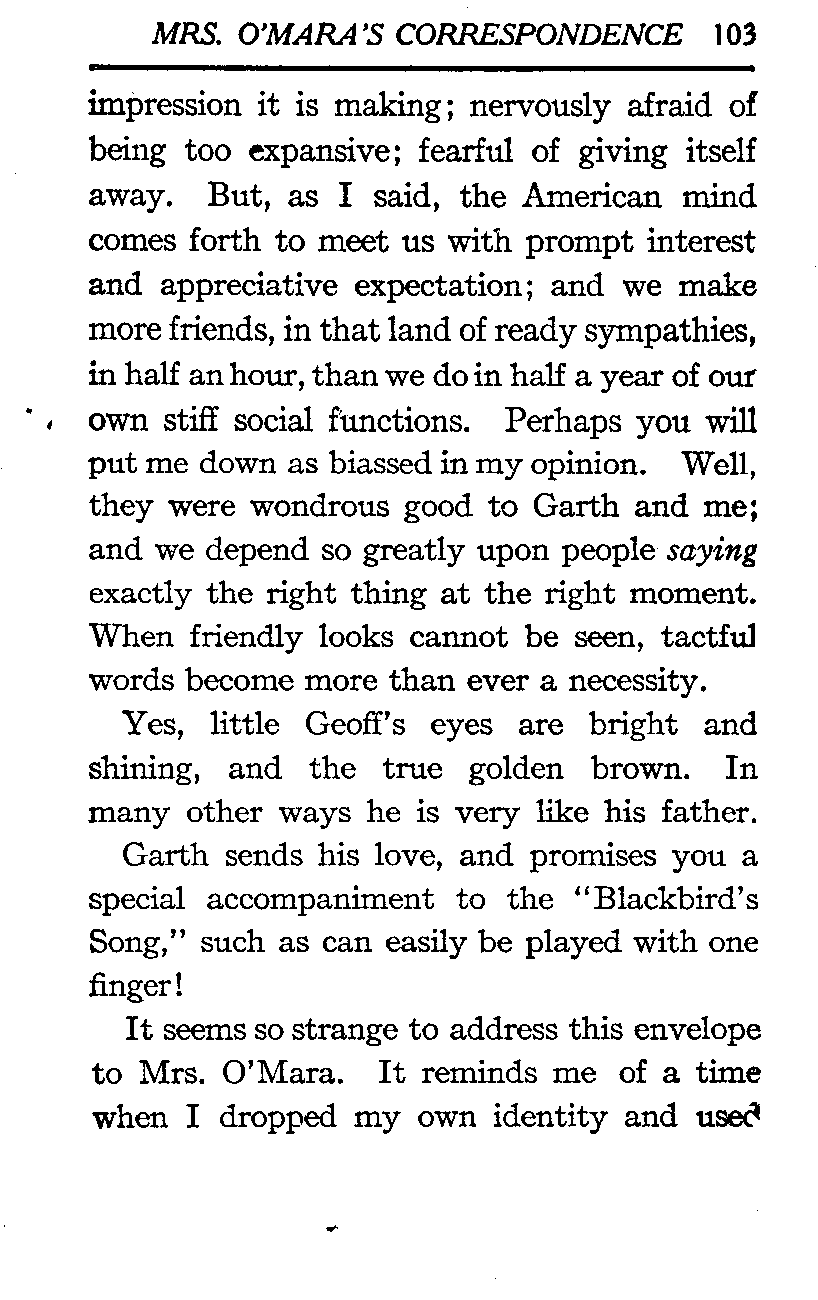 MRS. O'MARA'S CORRESPONDENCE 103
impression it is making; nervously afraid of
being too expansive; fearful of giving itself
away. But, as I said, the American mind
comes forth to meet us with prompt interest
and appreciative expectation; and we make
more friends, in that land of ready sympathies,
in half an hour, than we do in half a year of our
own stiff social functions. Perhaps you will
put me down as biassed in my opinion. Well,
they were wondrous good to Garth and me;
and we depend so greatly upon people saying
exactly the right thing at the right moment.
When friendly looks cannot be seen, tactful
words become more than ever a necessity.
Yes, little Geoff's eyes are bright and
shining, and the true golden brown. In
many other ways he is very like his father.
Garth sends his love, and promises you a
special accompaniment to the "Blackbird's
Song," such as can easily be played with one
finger!
It seems so strange to address this envelope
to Mrs. O'Mara. It reminds me of a time
when I dropped my own identity and used